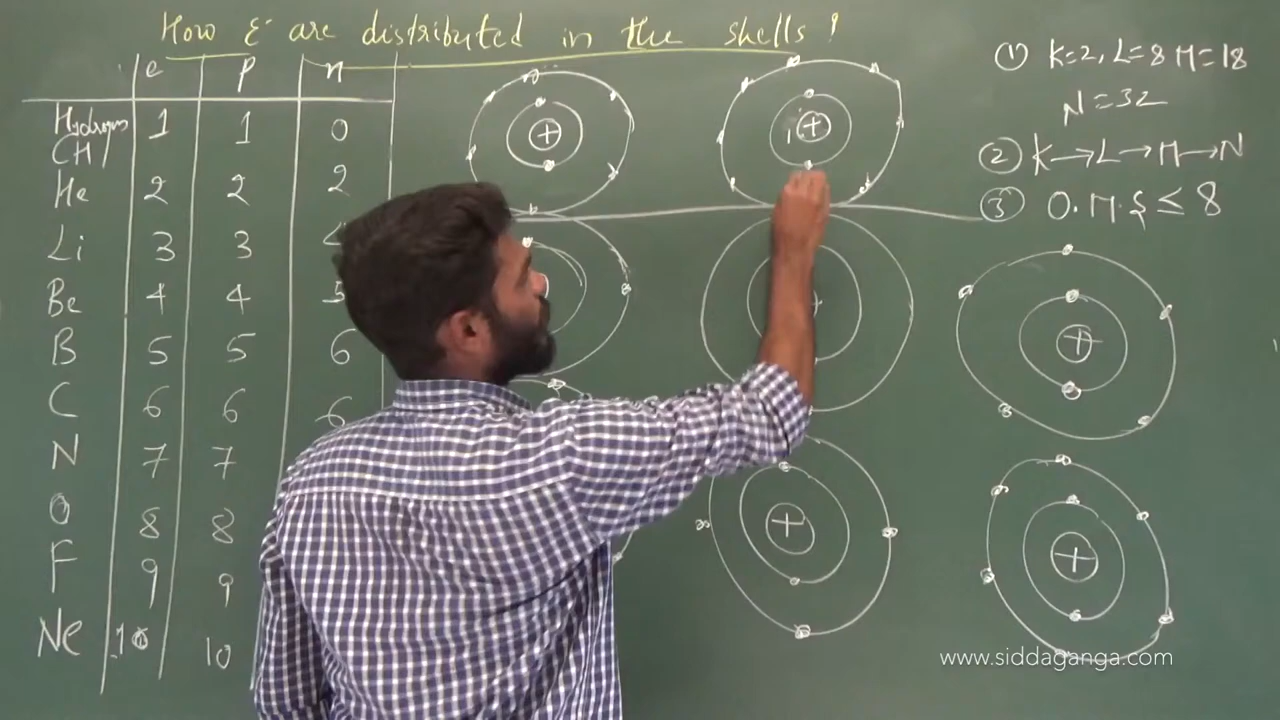 How e⁻ are distributed in the shells ?
e p n
Hydrogen 1 1 0
(H)
He 2 2 2
Li 3 3 4
Be 4 4 5
B 5 5 6
C 6 6 6
N 7 7
O 8 8
F 9 9
Ne 10 10
① K=2, L=8 M=18
N=32
② K→L→M→N
③ O.M.S ≤ 8
+
+
+
+
+
+
www.siddaganga.com